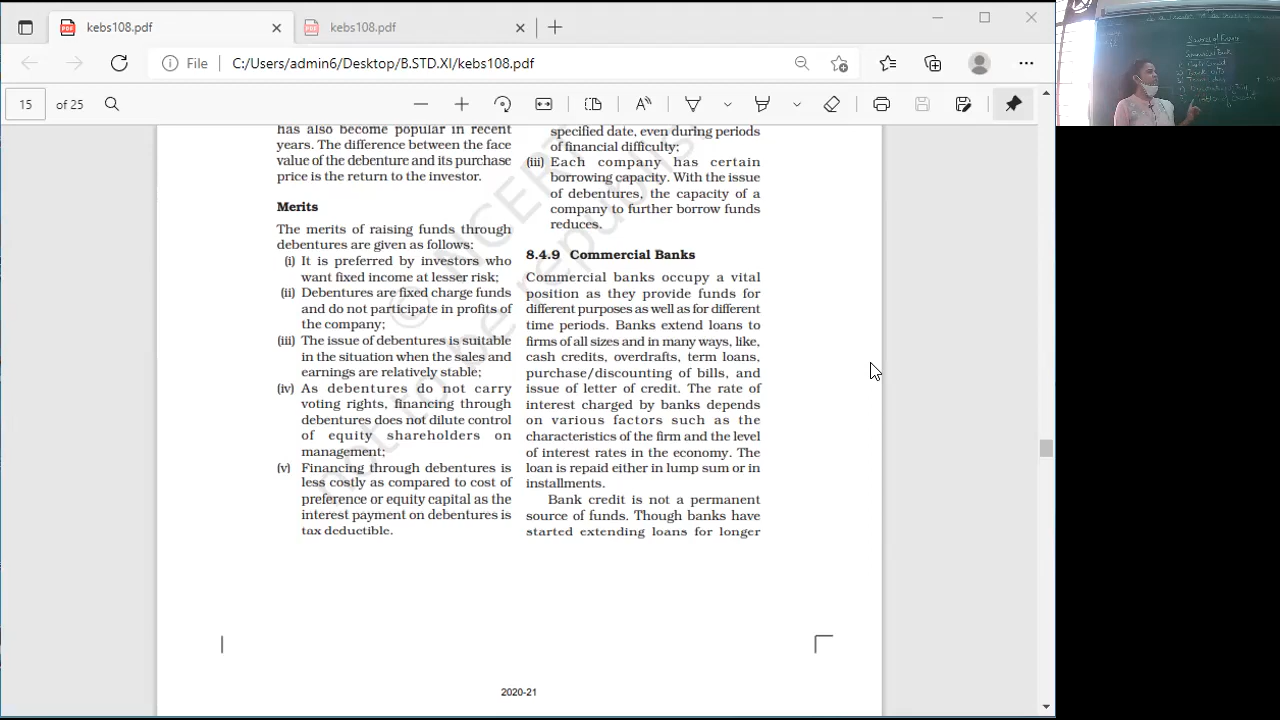 kebs108.pdf
kebs108.pdf
File
C:/Users/admin6/Desktop/B.STD.XI/kebs108.pdf
15
of 25
has also become popular in recent
years. The difference between the face
value of the debenture and its purchase
price is the return to the investor.
Merits
The merits of raising funds through
debentures are given as follows:
(i) It is preferred by investors who
want fixed income at lesser risk;
(ii) Debentures are fixed charge funds
and do not participate in profits of
the company;
(iii) The issue of debentures is suitable
in the situation when the sales and
earnings are relatively stable;
(iv) As debentures do not carry
voting rights, financing through
debentures does not dilute control
of equity shareholders on
management;
(v) Financing through debentures is
less costly as compared to cost of
preference or equity capital as the
interest payment on debentures is
tax deductible.
specified date, even during periods
of financial difficulty;
(iii) Each company has certain
borrowing capacity. With the issue
of debentures, the capacity of a
company to further borrow funds
reduces.
8.4.9 Commercial Banks
Commercial banks occupy a vital
position as they provide funds for
different purposes as well as for different
time periods. Banks extend loans to
firms of all sizes and in many ways, like,
cash credits, overdrafts, term loans,
purchase/discounting of bills, and
issue of letter of credit. The rate of
interest charged by banks depends
on various factors such as the
characteristics of the firm and the level
of interest rates in the economy. The
loan is repaid either in lump sum or in
installments.
Bank credit is not a permanent
source of funds. Though banks have
started extending loans for longer
© NCERT
not to be republis
2020-21